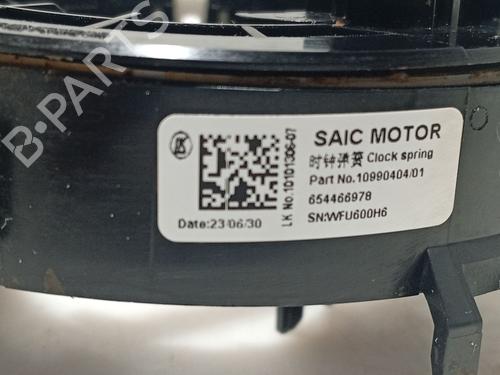 B-PARTS
SAIC MOTOR
时钟弹簧 Clock spring
Part No.10990404/01
654466978
SN:WFU600H6
LK No.10101306-07
Date:23/06/30